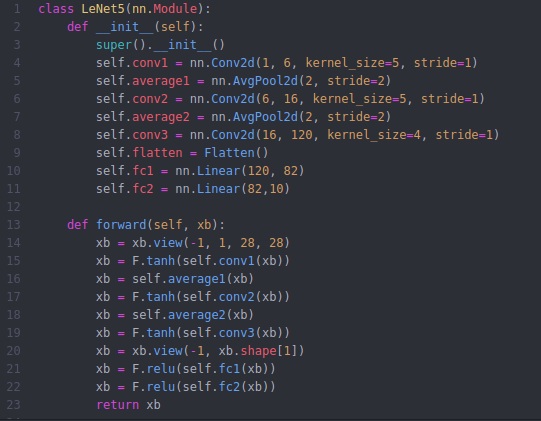 1 class LeNet5(nn.Module):
2     def __init__(self):
3         super().__init__()
4         self.conv1 = nn.Conv2d(1, 6, kernel_size=5, stride=1)
5         self.average1 = nn.AvgPool2d(2, stride=2)
6         self.conv2 = nn.Conv2d(6, 16, kernel_size=5, stride=1)
7         self.average2 = nn.AvgPool2d(2, stride=2)
8         self.conv3 = nn.Conv2d(16, 120, kernel_size=4, stride=1)
9         self.flatten = Flatten()
10         self.fc1 = nn.Linear(120, 82)
11         self.fc2 = nn.Linear(82,10)
12
13     def forward(self, xb):
14         xb = xb.view(-1, 1, 28, 28)
15         xb = F.tanh(self.conv1(xb))
16         xb = self.average1(xb)
17         xb = F.tanh(self.conv2(xb))
18         xb = self.average2(xb)
19         xb = F.tanh(self.conv3(xb))
20         xb = xb.view(-1, xb.shape[1])
21         xb = F.relu(self.fc1(xb))
22         xb = F.relu(self.fc2(xb))
23         return xb